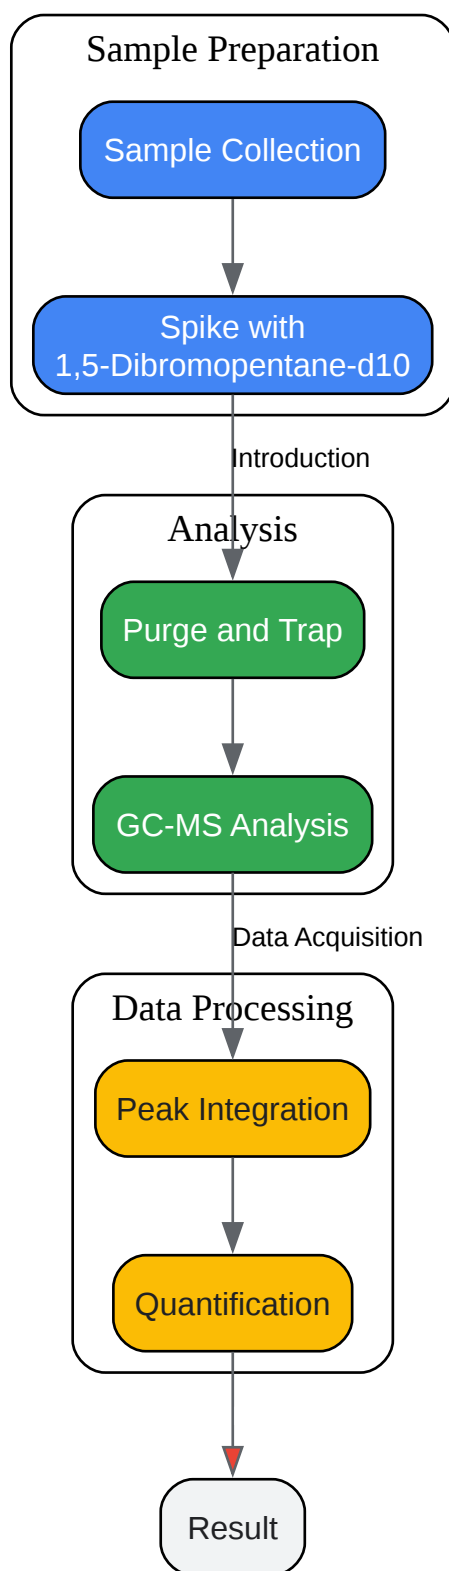 Sample Preparation
Sample Collection
Spike with
1,5-Dibromopentane-d10
Introduction
Analysis
Purge and Trap
GC-MS Analysis
Data Acquisition
Data Processing
Peak Integration
Quantification
Result